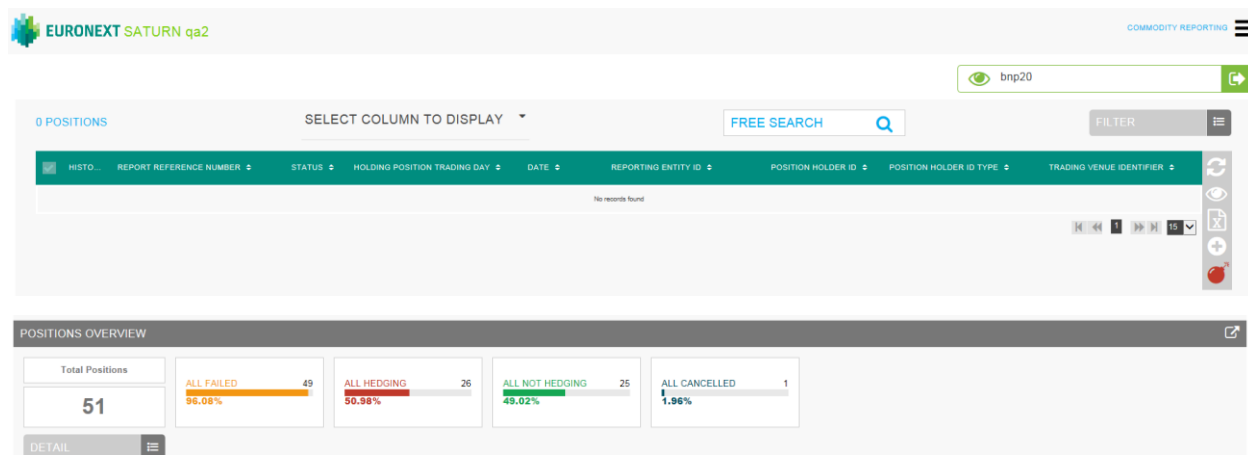 EURONEXT SATURN qa2
COMMODITY REPORTING
bnp20
0 POSITIONS
SELECT COLUMN TO DISPLAY
FREE SEARCH
FILTER
HISTO... REPORT REFERENCE NUMBER STATUS HOLDING POSITION TRADING DAY DATE REPORTING ENTITY ID POSITION HOLDER ID POSITION HOLDER ID TYPE TRADING VENUE IDENTIFIER
No records found
1 15
POSITIONS OVERVIEW
Total Positions
51
ALL FAILED 49
96.08%
ALL HEDGING 26
50.98%
ALL NOT HEDGING 25
49.02%
ALL CANCELLED 1
1.96%
DETAIL